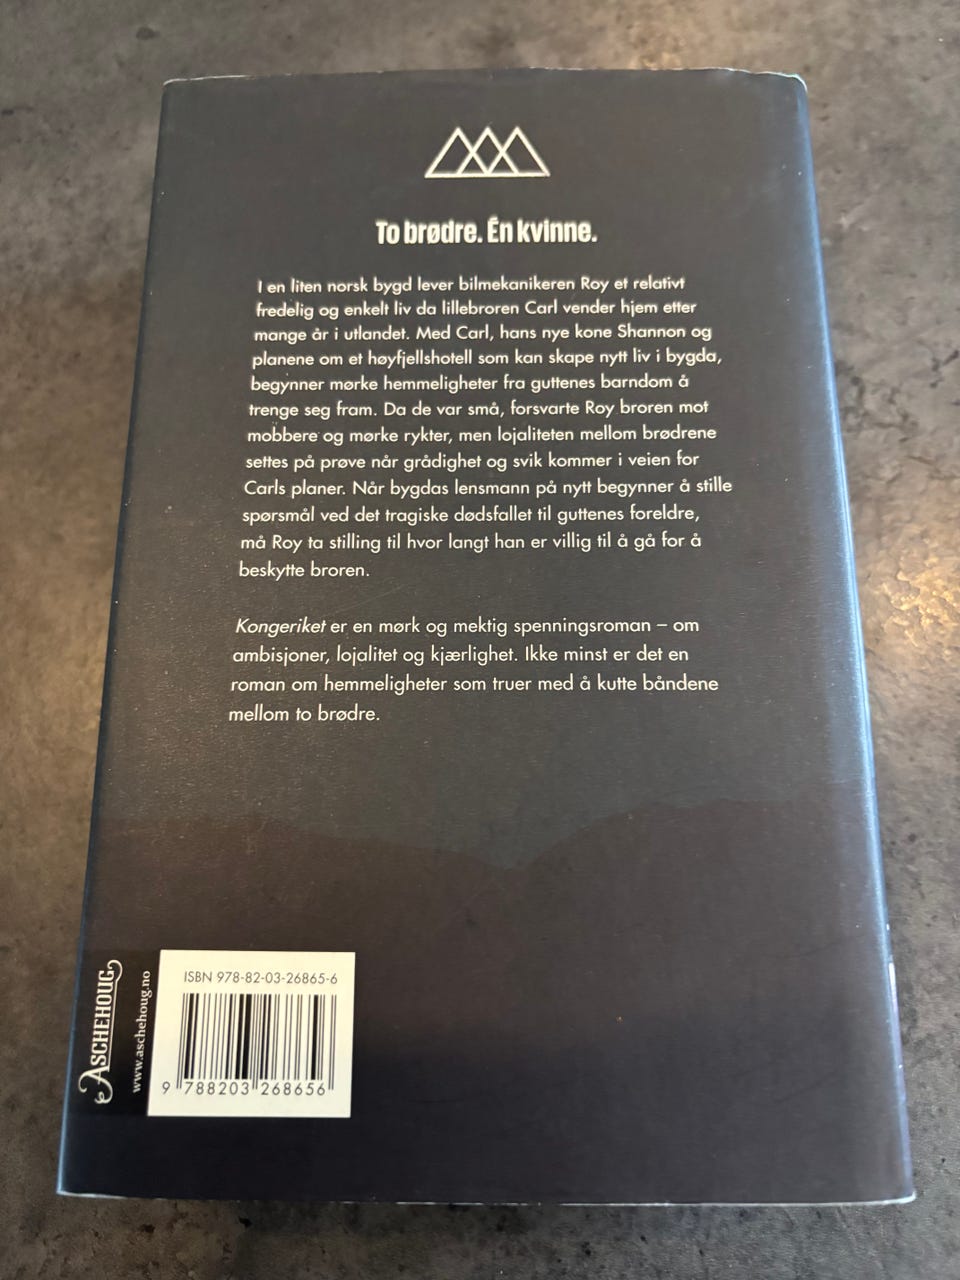 To brødre. Én kvinne.
I en liten norsk bygd lever bilmekanikeren Roy et relativt
fredelig og enkelt liv da lillebroren Carl vender hjem etter
mange år i utlandet. Med Carl, hans nye kone Shannon og
planene om et høyfjellshotell som kan skape nytt liv i bygda,
begynner mørke hemmeligheter fra guttenes barndom å
trenge seg fram. Da de var små, forsvarte Roy broren mot
mobbere og mørke rykter, men lojaliteten mellom brødrene
settes på prøve når grådighet og svik kommer i veien for
Carls planer. Når bygdas lensmann på nytt begynner å stille
spørsmål ved det tragiske dødsfallet til guttenes foreldre,
må Roy ta stilling til hvor langt han er villig til å gå for å
beskytte broren.
Kongeriket er en mørk og mektig spenningsroman – om
ambisjoner, lojalitet og kjærlighet. Ikke minst er det en
roman om hemmeligheter som truer med å kutte båndene
mellom to brødre.
ASCHEHOUG
www.aschehoug.no
ISBN 978-82-03-26865-6
9 788203 268656